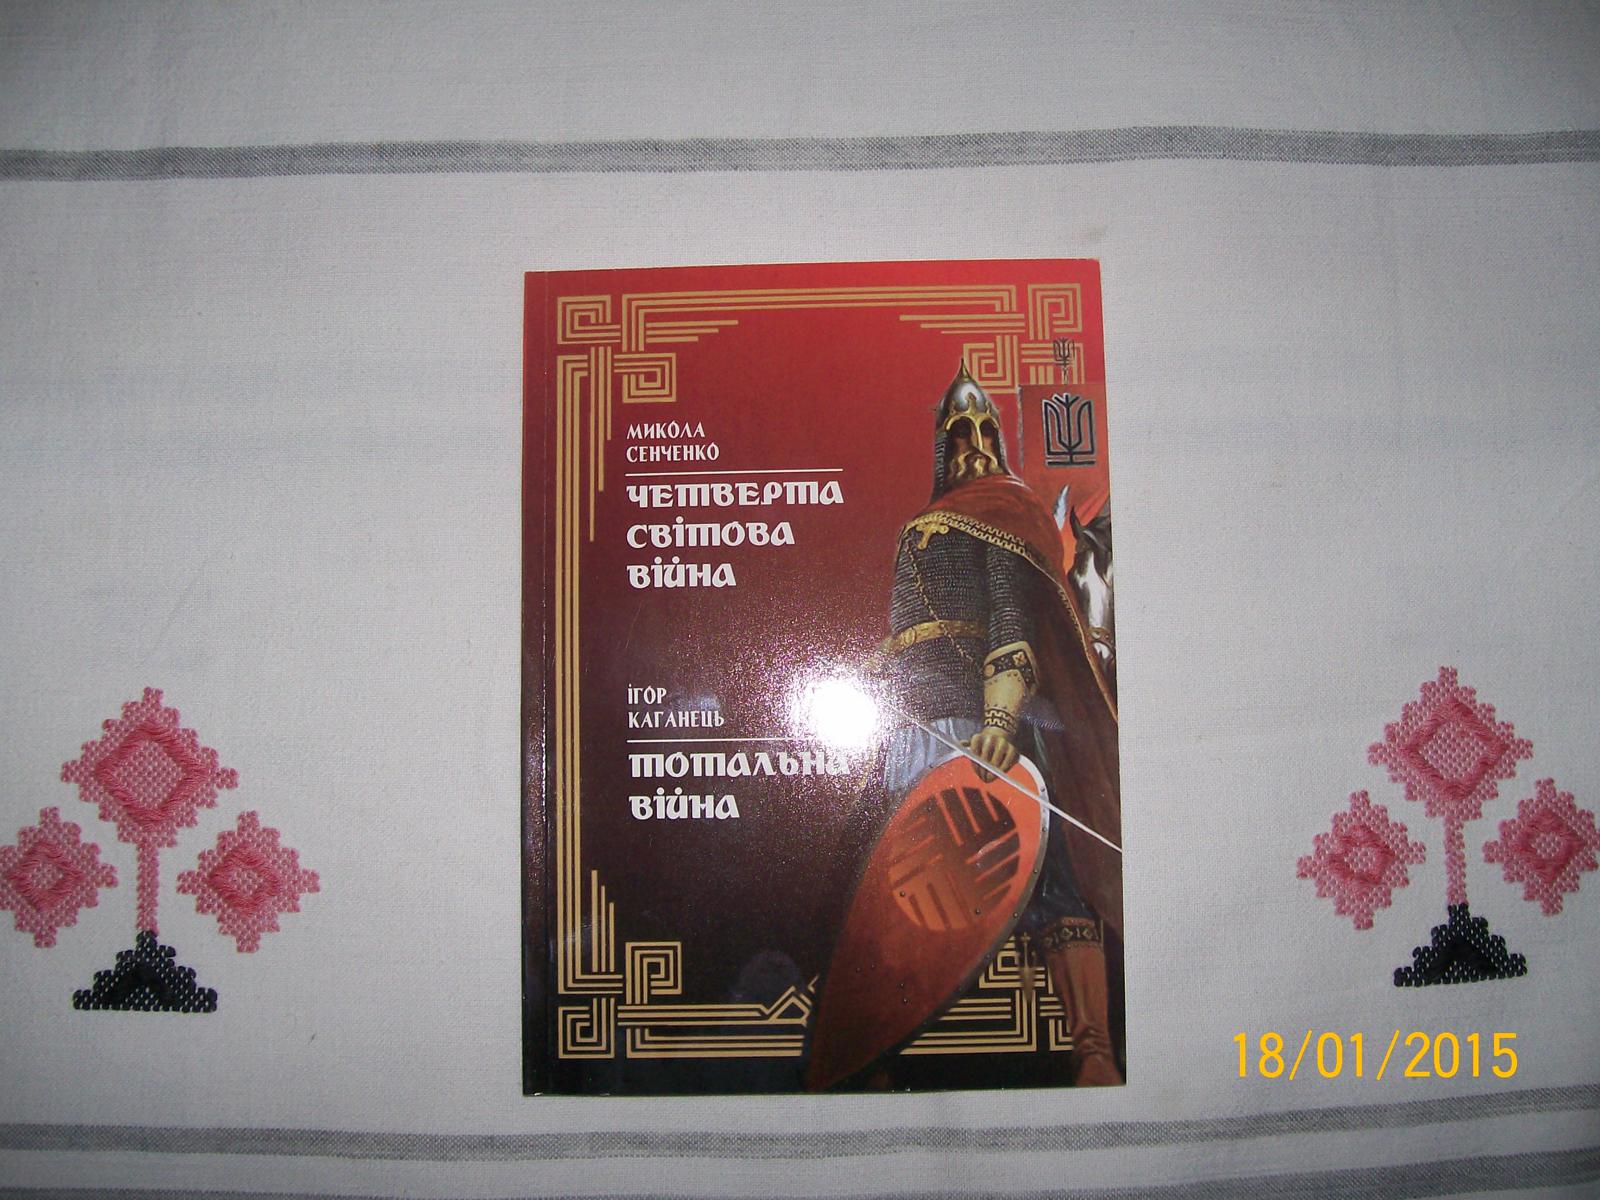 МИКОЛА
СЕНЧЕНКО
ЧЕТВЕРТА
СВІТОВА
ВІЙНА
ІГОР
КАГАНЕЦЬ
ТОТАЛЬНА
ВІЙНА
18/01/2015